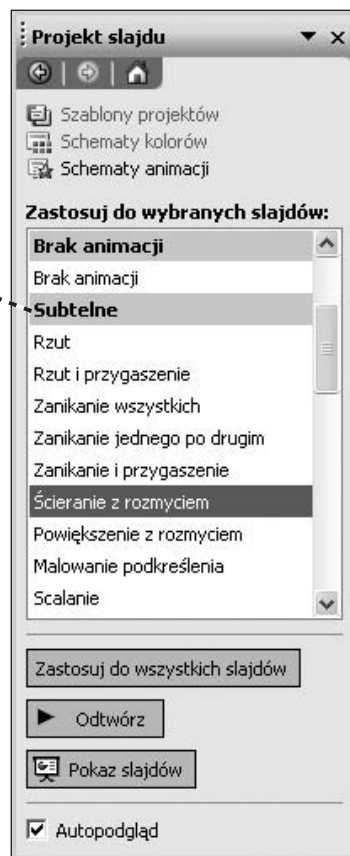 Projekt slajdu
Szablony projektów
Schematy kolorów
Schematy animacji
Zastosuj do wybranych slajdów:
Brak animacji
Brak animacji
Subtelne
Rzut
Rzut i przygaszenie
Zanikanie wszystkich
Zanikanie jednego po drugim
Zanikanie i przygaszenie
Ścieranie z rozmyciem
Powiększenie z rozmyciem
Malowanie podkreślenia
Scalanie
Zastosuj do wszystkich slajdów
Odtwórz
Pokaz slajdów
Autopodgląd